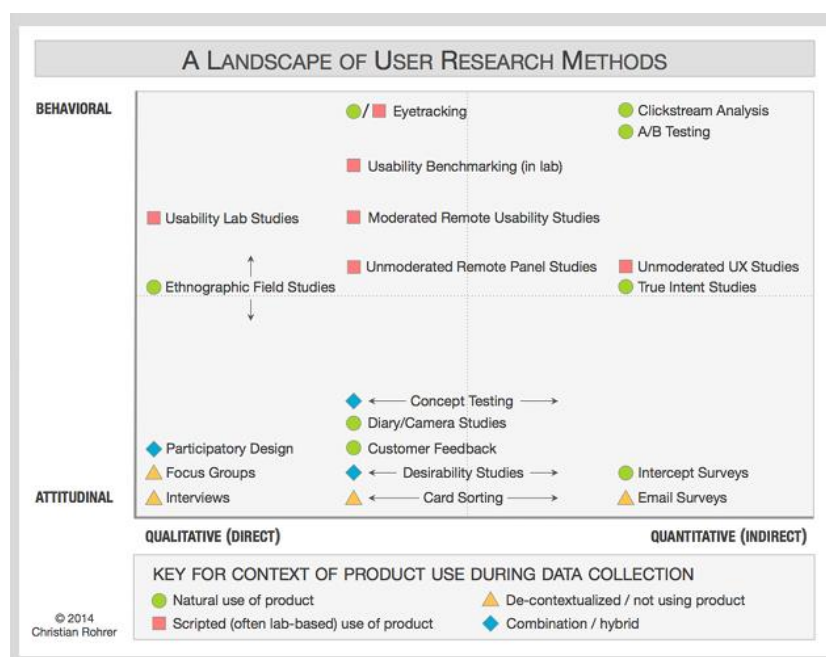 A LANDSCAPE OF USER RESEARCH METHODS
BEHAVIORAL
/ Eyetracking
Clickstream Analysis
A/B Testing
Usability Benchmarking (in lab)
Usability Lab Studies
Moderated Remote Usability Studies
Unmoderated Remote Panel Studies
Unmoderated UX Studies
Ethnographic Field Studies
True Intent Studies
Concept Testing
Diary/Camera Studies
Participatory Design
Customer Feedback
Focus Groups
Desirability Studies
Intercept Surveys
ATTITUDINAL
Interviews
Card Sorting
Email Surveys
QUALITATIVE (DIRECT)
QUANTITATIVE (INDIRECT)
KEY FOR CONTEXT OF PRODUCT USE DURING DATA COLLECTION
Natural use of product
De-contextualized / not using product
Scripted (often lab-based) use of product
Combination / hybrid
© 2014
Christian Rohrer